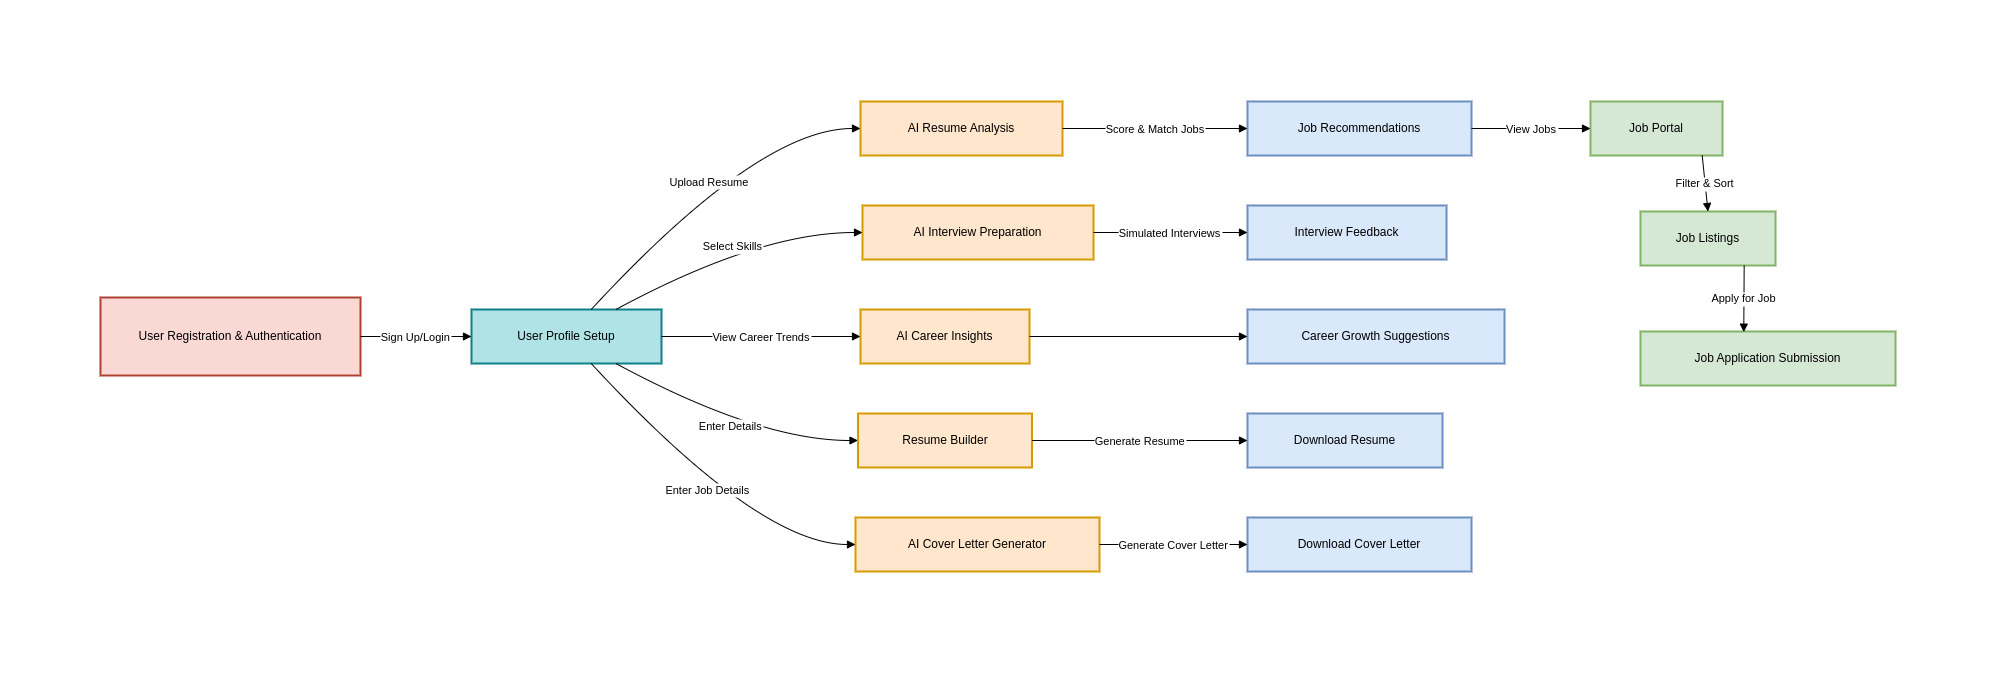 AI Resume Analysis
Score & Match Jobs
Job Recommendations
View Jobs
Job Portal
Upload Resume
Filter & Sort
Select Skills
AI Interview Preparation
Simulated Interviews
Interview Feedback
Job Listings
Apply for Job
User Registration & Authentication
Sign Up/Login
User Profile Setup
View Career Trends
AI Career Insights
Career Growth Suggestions
Job Application Submission
Enter Details
Resume Builder
Generate Resume
Download Resume
Enter Job Details
AI Cover Letter Generator
Generate Cover Letter
Download Cover Letter